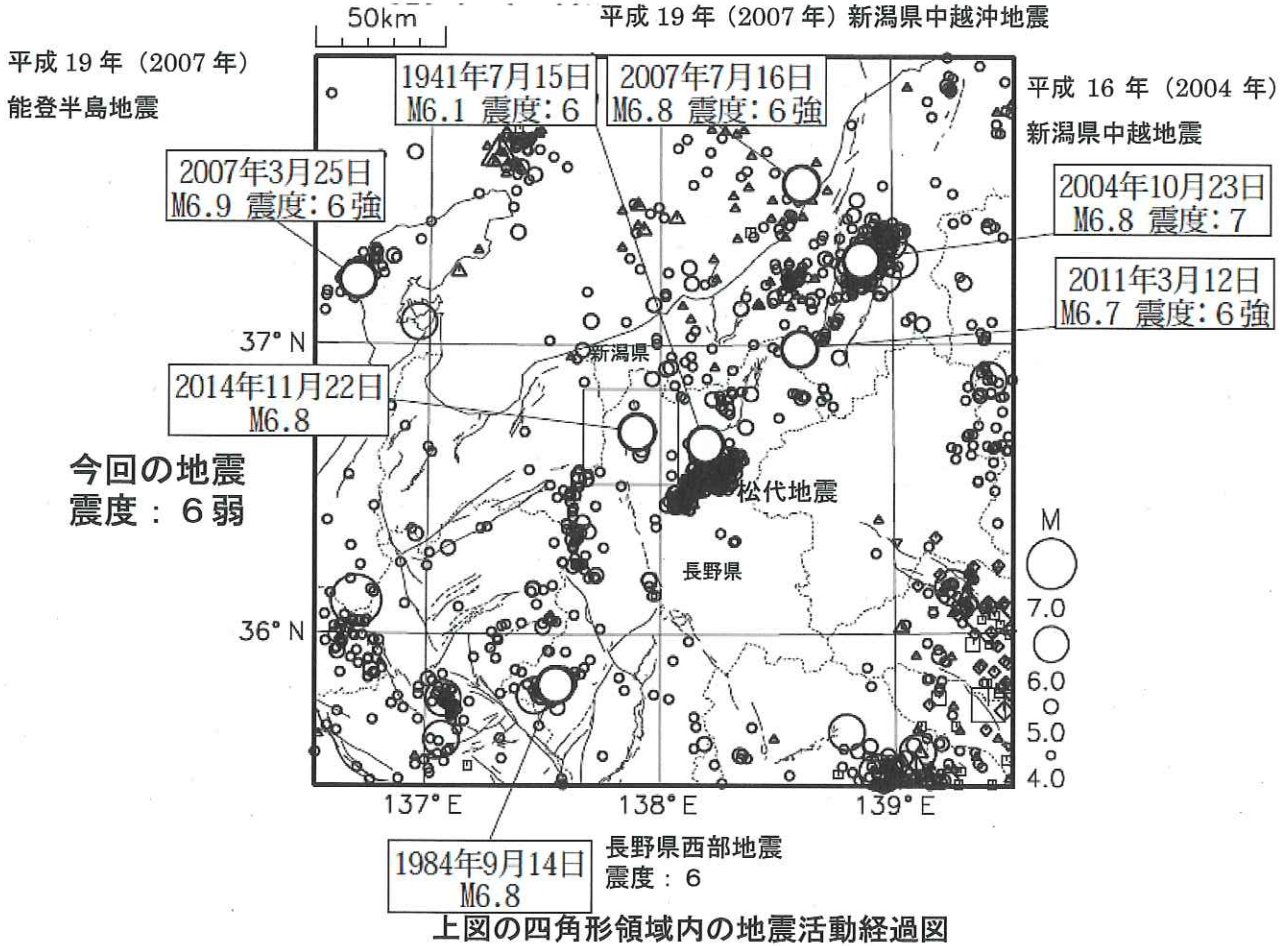 50km
平成 19 年（2007 年）新潟県中越沖地震
平成 19 年（2007 年）
能登半島地震
1941年7月15日
M6.1 震度：6
2007年7月16日
M6.8 震度：6強
平成 16 年（2004 年）
新潟県中越地震
2007年3月25日
M6.9 震度：6強
2004年10月23日
M6.8 震度：7
2011年3月12日
M6.7 震度：6強
37°N
新潟県
2014年11月22日
M6.8
今回の地震
震度：６弱
松代地震
長野県
M
7.0
6.0
5.0
4.0
36°N
137°E
138°E
139°E
1984年9月14日
M6.8
長野県西部地震
震度：６
上図の四角形領域内の地震活動経過図